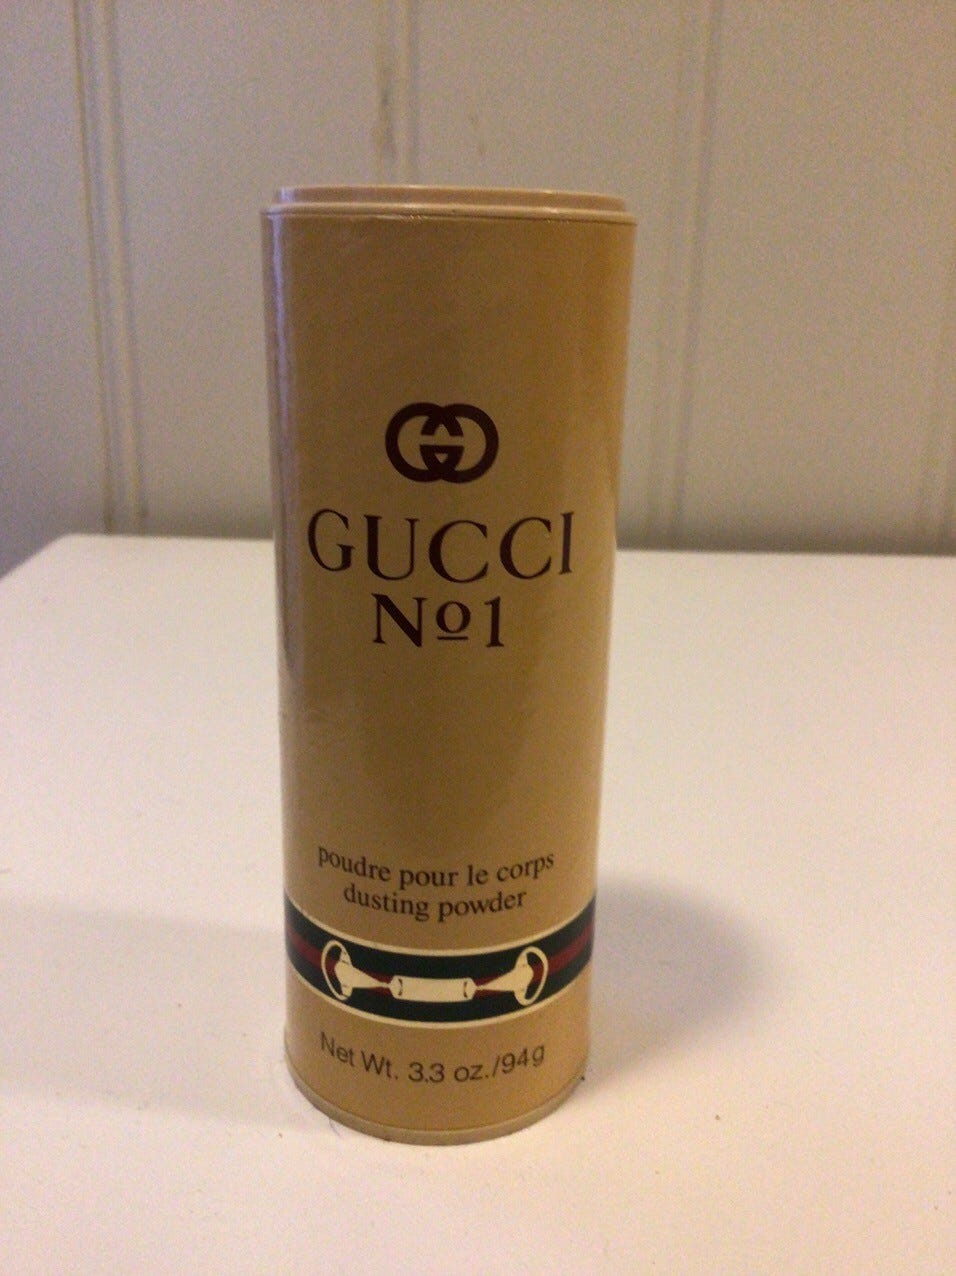 GUCCI
Nº1
poudre pour le corps
dusting powder
Net Wt. 3.3 oz./94g